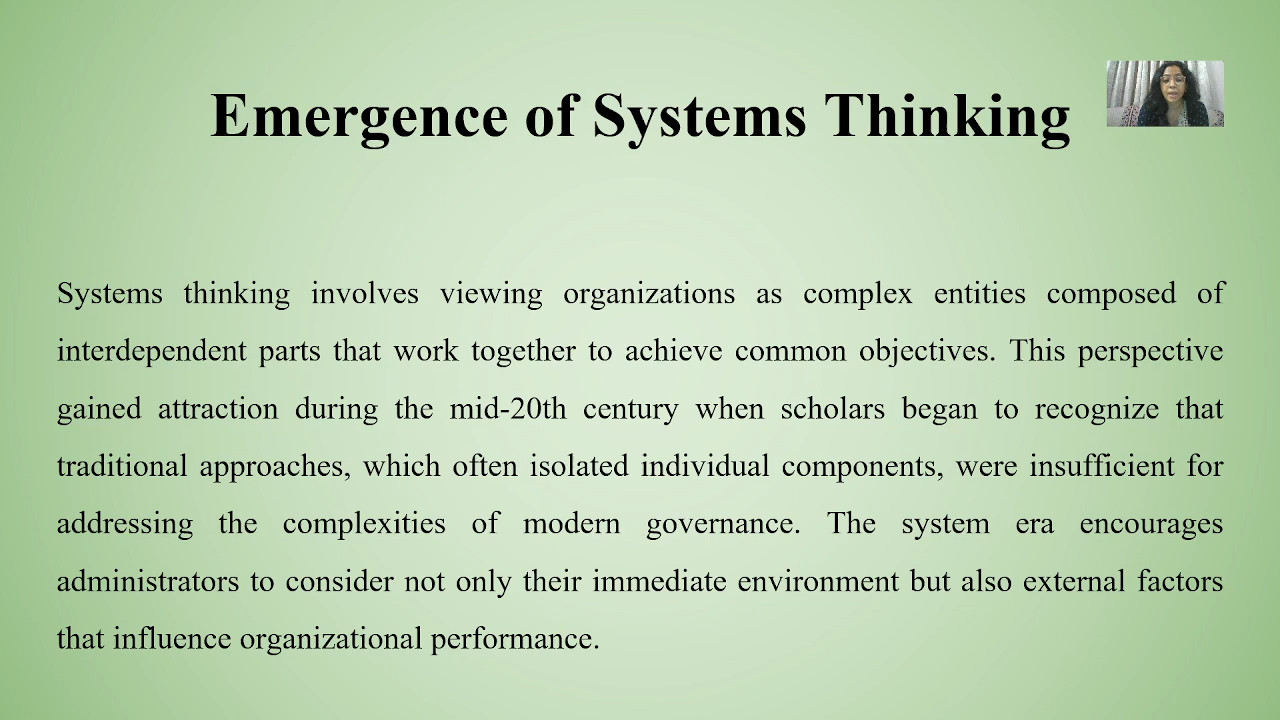 Emergence of Systems Thinking
Systems thinking involves viewing organizations as complex entities composed of
interdependent parts that work together to achieve common objectives. This perspective
gained attraction during the mid-20th century when scholars began to recognize that
traditional approaches, which often isolated individual components, were insufficient for
addressing the complexities of modern governance. The system era encourages
administrators to consider not only their immediate environment but also external factors
that influence organizational performance.